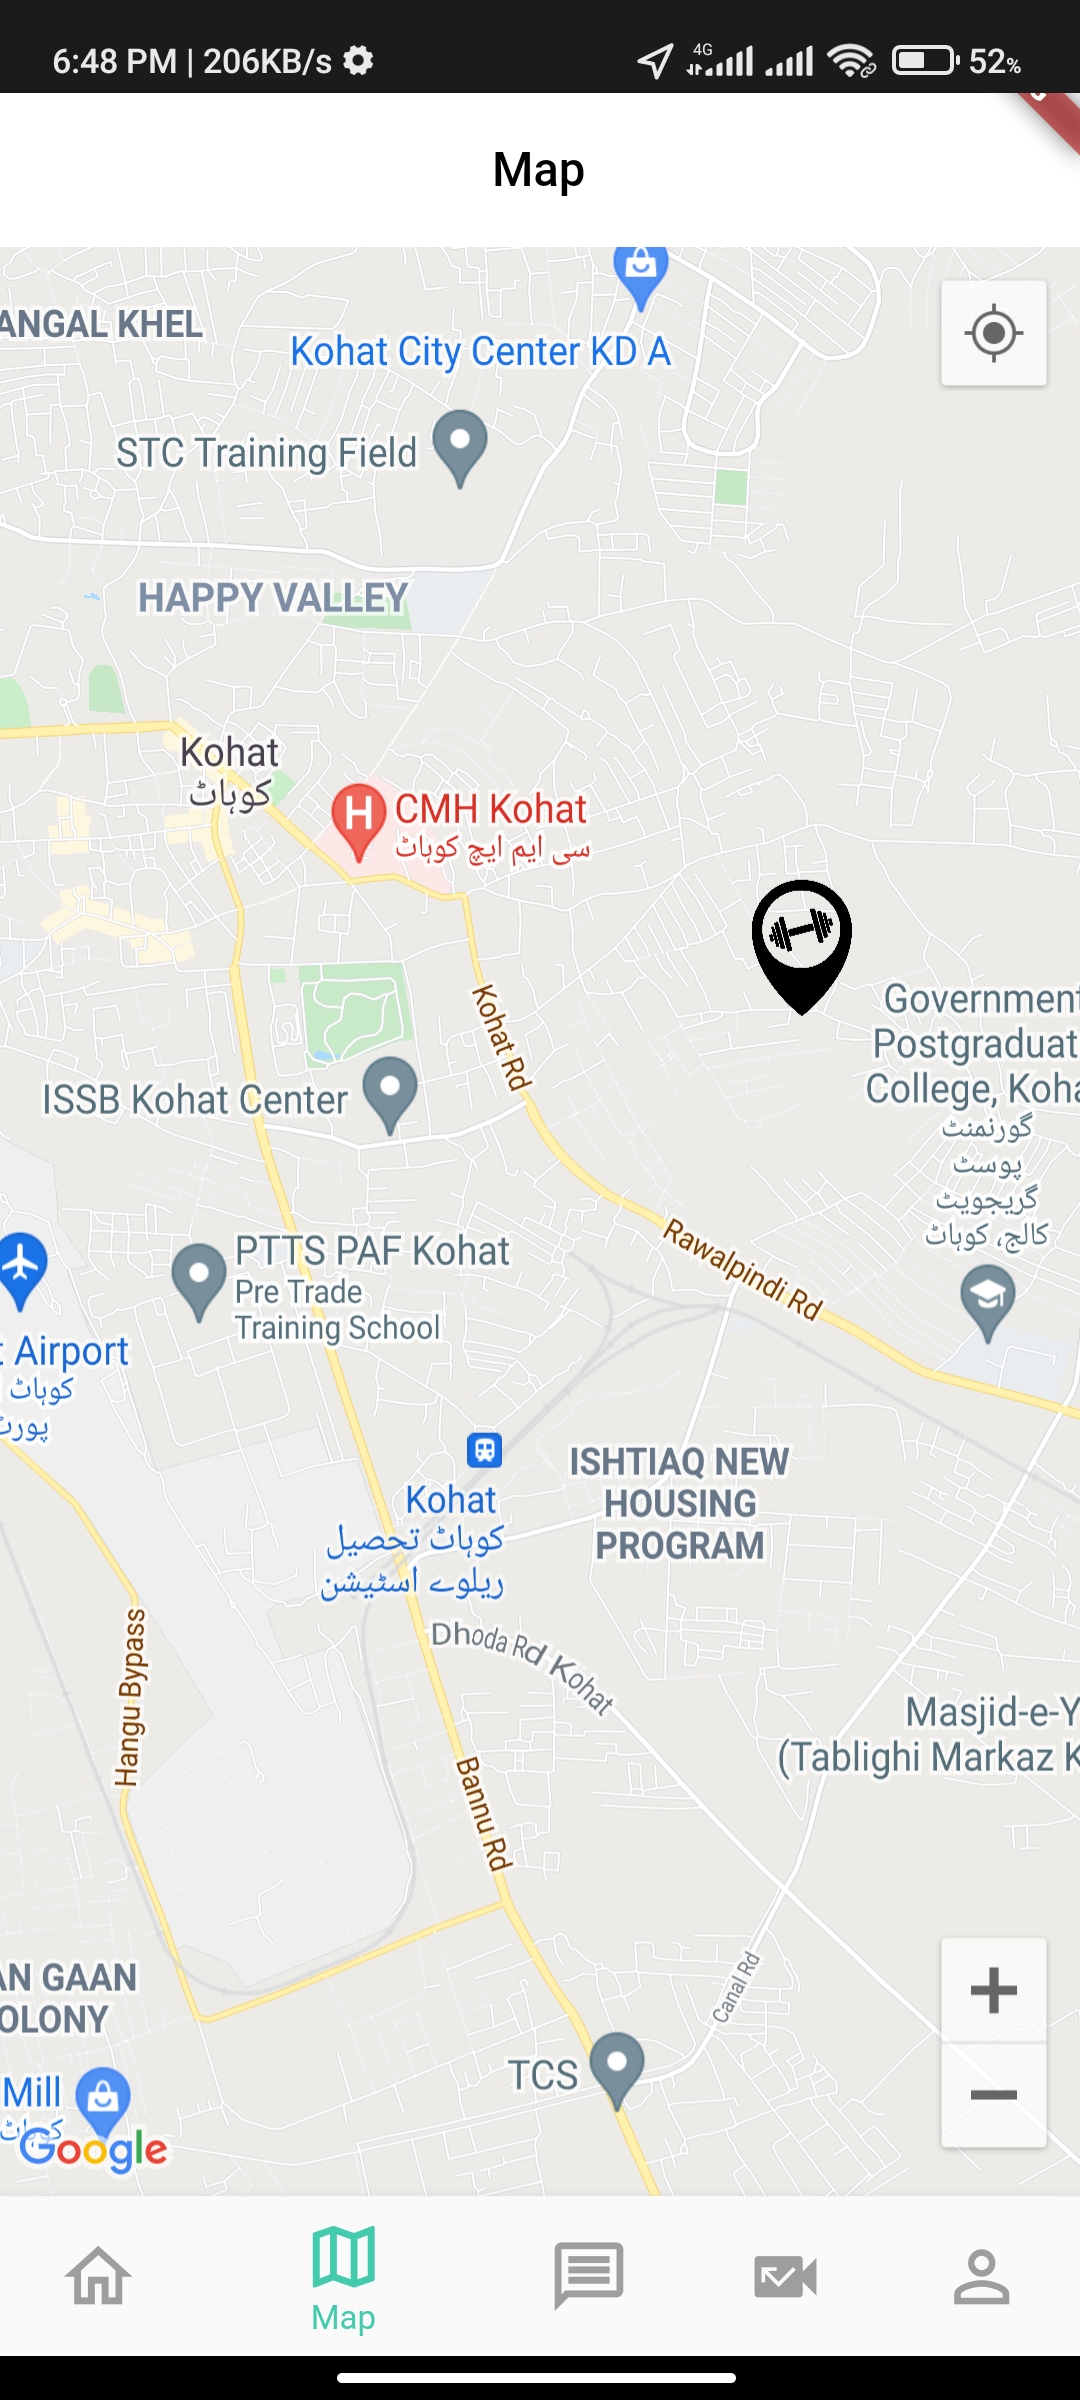 6:48 PM | 206KB/s
4G
52%
Map
ANGAL KHEL
Kohat City Center KD A
STC Training Field
HAPPY VALLEY
Kohat
کوہاٹ
H
CMH Kohat
سی ایم ایچ کوہاٹ
Kohat Rd
Government
Postgraduat
College, Koha
گورنمنٹ
پوسٹ
گریجویٹ
کالج، کوہاٹ
ISSB Kohat Center
Rawalpindi Rd
PTTS PAF Kohat
Pre Trade
Training School
t Airport
کوہاٹ
پورٹ
ISHTIAQ NEW
HOUSING
PROGRAM
Kohat
کوہاٹ تحصیل
ریلوے اسٹیشن
Hangu Bypass
Dhoda Rd Kohat
Masjid-e-Y
(Tablighi Markaz K
Bannu Rd
Canal Rd
AN GAAN
OLONY
TCS
Mill
کوہاٹ
Google
Map